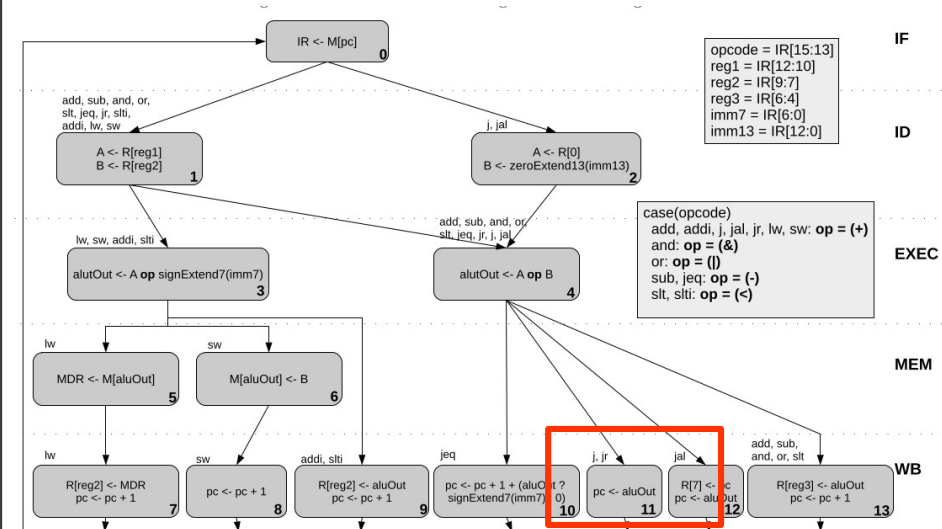 IR <- M[pc]
0
IF
opcode = IR[15:13]
reg1 = IR[12:10]
reg2 = IR[9:7]
reg3 = IR[6:4]
imm7 = IR[6:0]
imm13 = IR[12:0]
add, sub, and, or,
slt, jeq, jr, slti,
addi, lw, sw
j, jal
ID
A <- R[reg1]
B <- R[reg2]
1
A <- R[0]
B <- zeroExtend13(imm13)
2
add, sub, and, or,
slt, jeq, jr, j, jal
lw, sw, addi, slti
case(opcode)
add, addi, j, jal, jr, lw, sw: op = (+)
and: op = (&)
or: op = (|)
sub, jeq: op = (-)
slt, slti: op = (<)
EXEC
alutOut <- A op signExtend7(imm7)
3
alutOut <- A op B
4
lw
sw
MEM
MDR <- M[aluOut]
5
M[aluOut] <- B
6
lw
sw
addi, slti
jeq
j, jr
jal
add, sub,
and, or, slt
WB
R[reg2] <- MDR
pc <- pc + 1
7
pc <- pc + 1
8
R[reg2] <- aluOut
pc <- pc + 1
9
pc <- pc + 1 + (aluOut ?
signExtend7(imm7) : 0)
10
pc <- aluOut
11
R[7] <- pc
pc <- aluOut
12
R[reg3] <- aluOut
pc <- pc + 1
13